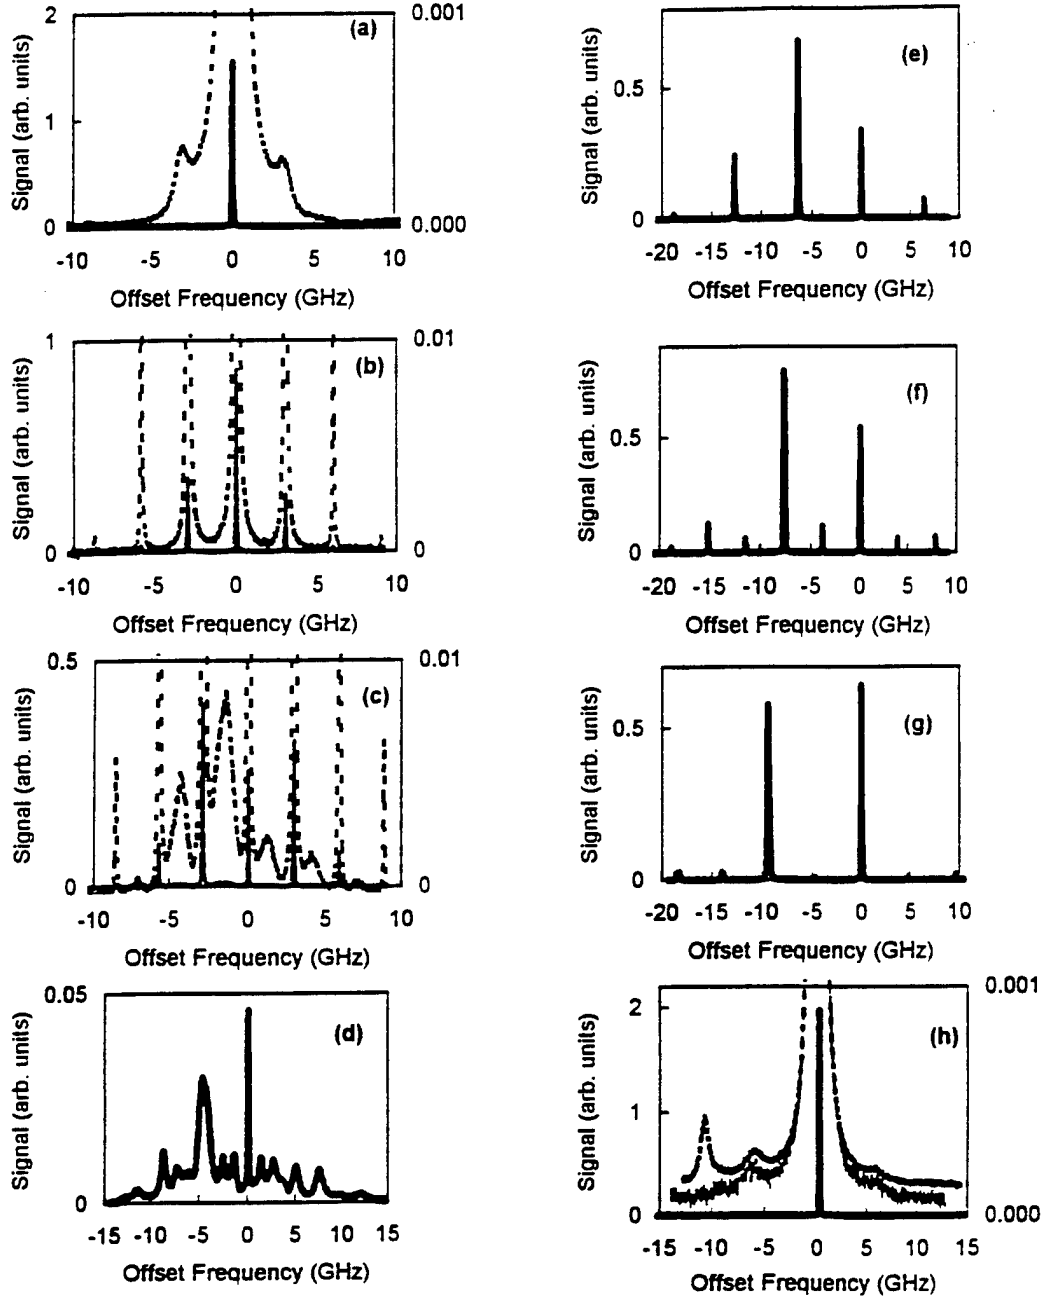 2 0.001
(a)
Signal (arb. units)
1
0 0.000
-10 -5 0 5 10
Offset Frequency (GHz)
1 0.01
(b)
Signal (arb. units)
0 0
-10 -5 0 5 10
Offset Frequency (GHz)
0.5 0.01
(c)
Signal (arb. units)
0 0
-10 -5 0 5 10
Offset Frequency (GHz)
0.05
(d)
Signal (arb. units)
0
-15 -10 -5 0 5 10 15
Offset Frequency (GHz)
(e)
Signal (arb. units)
0.5
0
-20 -15 -10 -5 0 5 10
Offset Frequency (GHz)
(f)
Signal (arb. units)
0.5
0
-20 -15 -10 -5 0 5 10
Offset Frequency (GHz)
(g)
Signal (arb. units)
0.5
0
-20 -15 -10 -5 0 5 10
Offset Frequency (GHz)
0.001
2
(h)
Signal (arb. units)
1
0 0.000
-15 -10 -5 0 5 10 15
Offset Frequency (GHz)